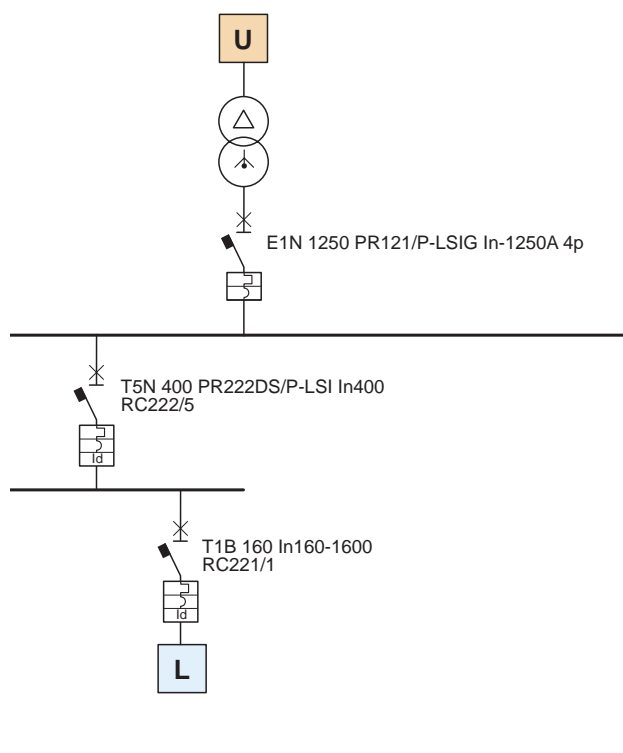 U
E1N 1250 PR121/P-LSIG In-1250A 4p
T5N 400 PR222DS/P-LSI In400
RC222/5
Id
T1B 160 In160-1600
RC221/1
Id
L